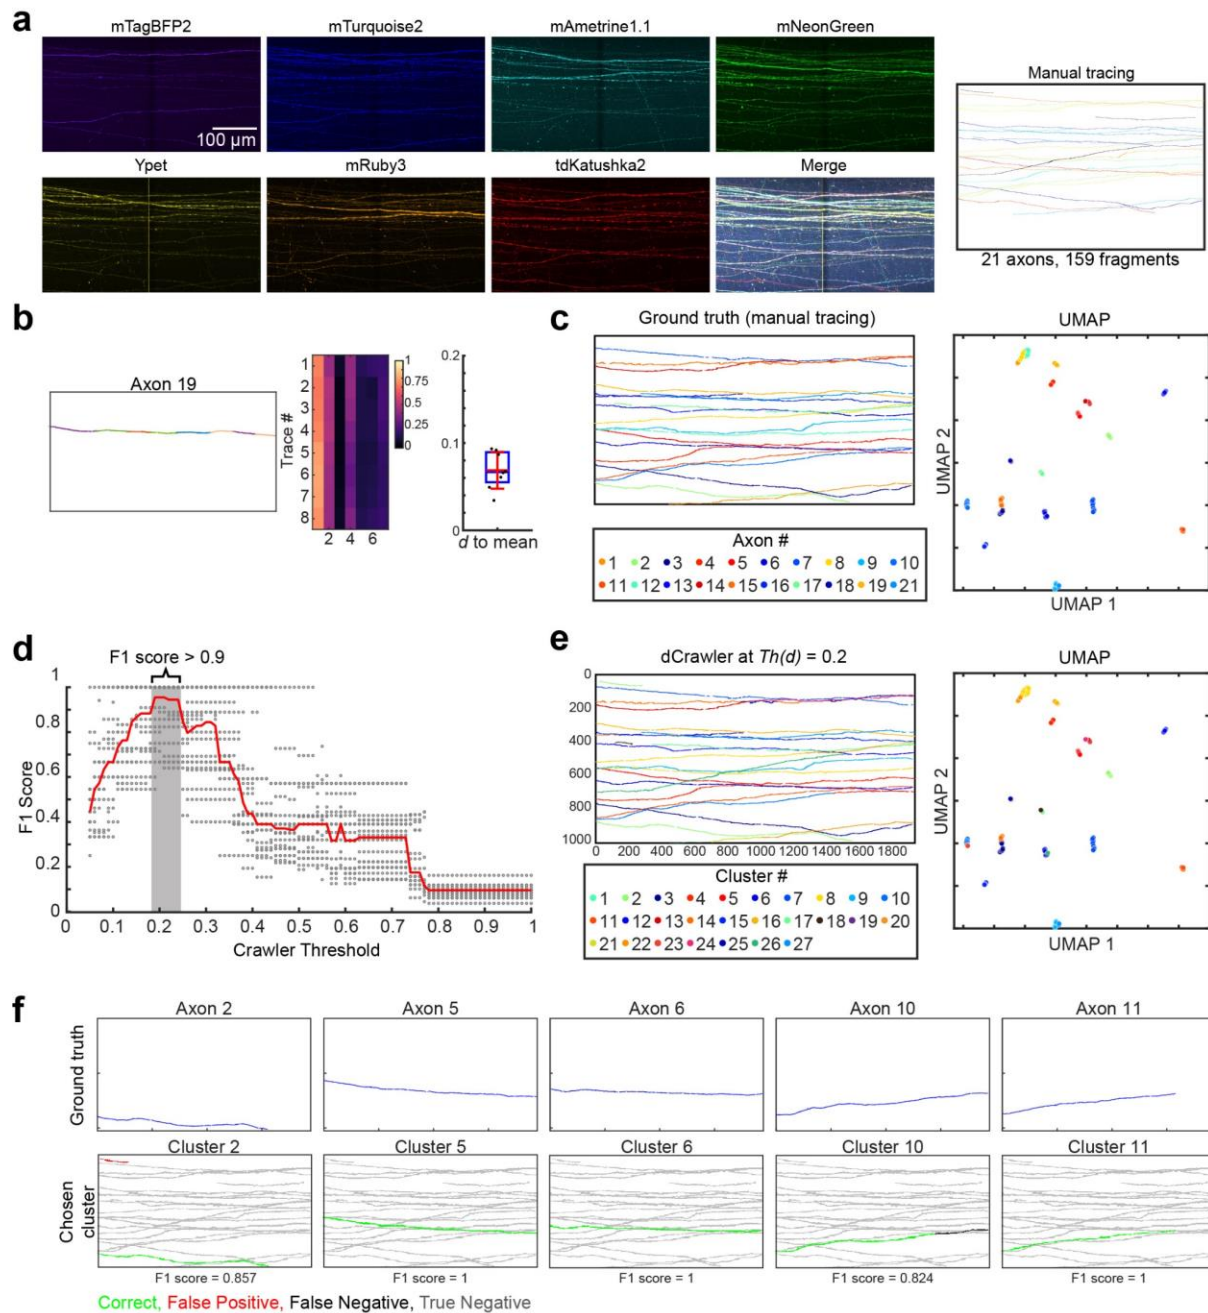 a
mTagBFP2 mTurquoise2 mAmetrine1.1 mNeonGreen
100 µm
Ypet mRuby3 tdKatushka2 Merge
Manual tracing
21 axons, 159 fragments
b
Axon 19
Trace #
1
2
3
4
5
6
7
8
2 4 6
1
0.75
0.5
0.25
0
0.2
0.1
0
d to mean
c
Ground truth (manual tracing)
Axon #
1 2 3 4 5 6 7 8 9 10
11 12 13 14 15 16 17 18 19 21
UMAP
UMAP 2
UMAP 1
d
F1 score > 0.9
F1 Score
1
0.8
0.6
0.4
0.2
0
0 0.1 0.2 0.3 0.4 0.5 0.6 0.7 0.8 0.9 1
Crawler Threshold
e
dCrawler at Th(d) = 0.2
0
200
400
600
800
1000
0 200 400 600 800 1000 1200 1400 1600 1800
Cluster #
1 2 3 4 5 6 7 8 9 10
11 12 13 14 15 16 17 18 19 20
21 22 23 24 25 26 27
UMAP
UMAP 2
UMAP 1
f
Axon 2 Axon 5 Axon 6 Axon 10 Axon 11
Ground truth
Cluster 2 Cluster 5 Cluster 6 Cluster 10 Cluster 11
Chosen
cluster
F1 score = 0.857 F1 score = 1 F1 score = 1 F1 score = 0.824 F1 score = 1
Correct, False Positive, False Negative, True Negative